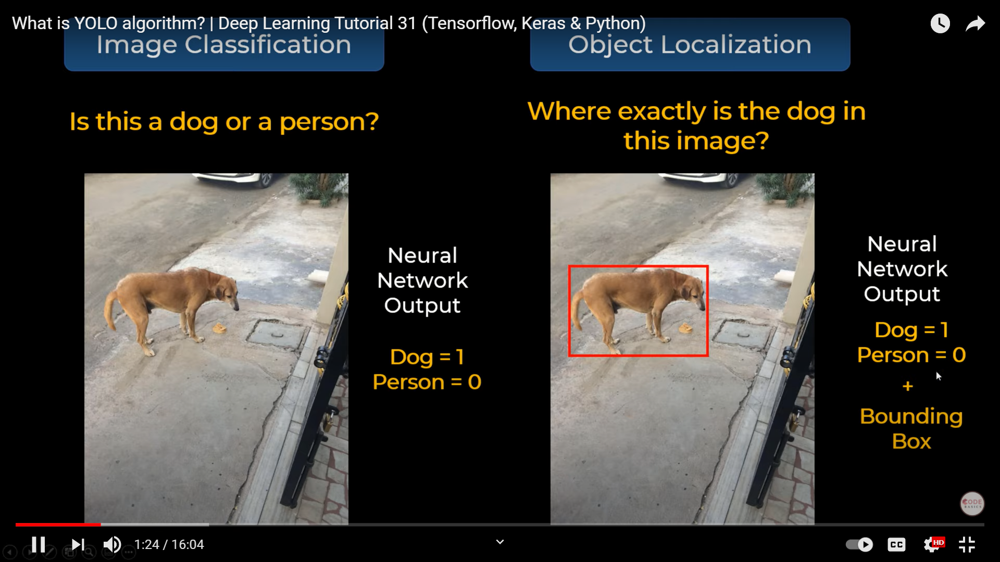 What is YOLO algorithm? | Deep Learning Tutorial 31 (Tensorflow, Keras & Python)
Image Classification
Is this a dog or a person?
Neural
Network
Output
Dog = 1
Person = 0
Object Localization
Where exactly is the dog in
this image?
Neural
Network
Output
Dog = 1
Person = 0
+
Bounding
Box
CODE
BASICS
1:24 / 16:04
CC
HD